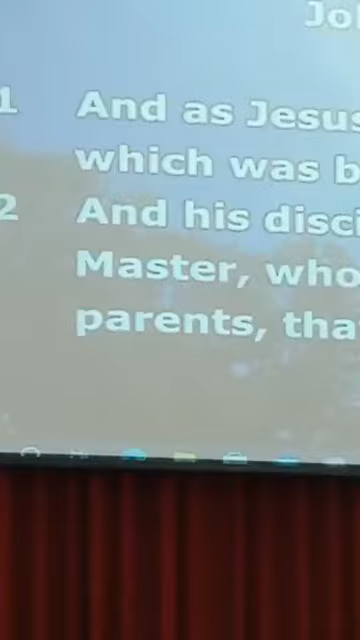 Jo
1 And as Jesus
which was b
2 And his disci
Master, who
parents, tha